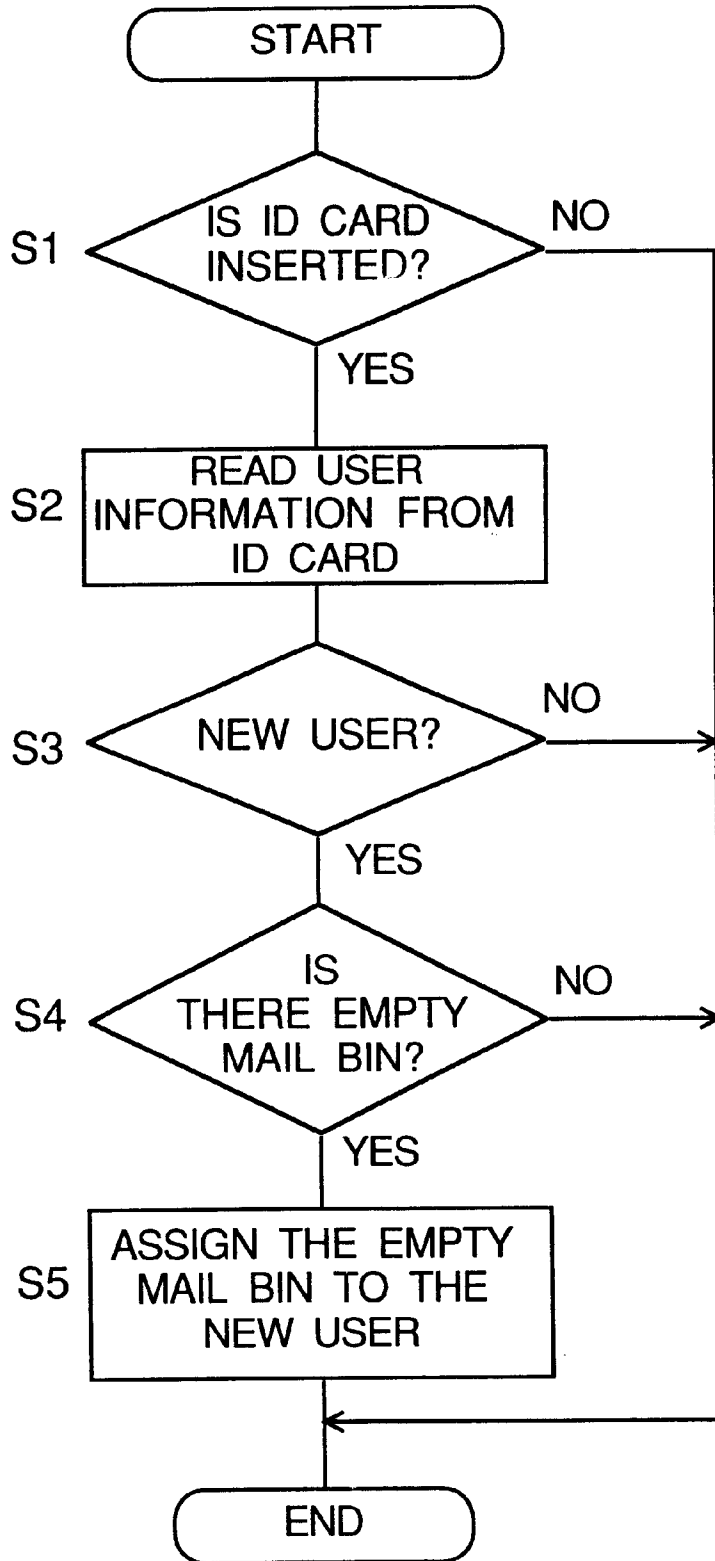 START
IS ID CARD
INSERTED?
S1
NO
YES
READ USER
INFORMATION FROM
ID CARD
S2
NEW USER?
S3
NO
YES
IS
THERE EMPTY
MAIL BIN?
S4
NO
YES
ASSIGN THE EMPTY
MAIL BIN TO THE
NEW USER
S5
END